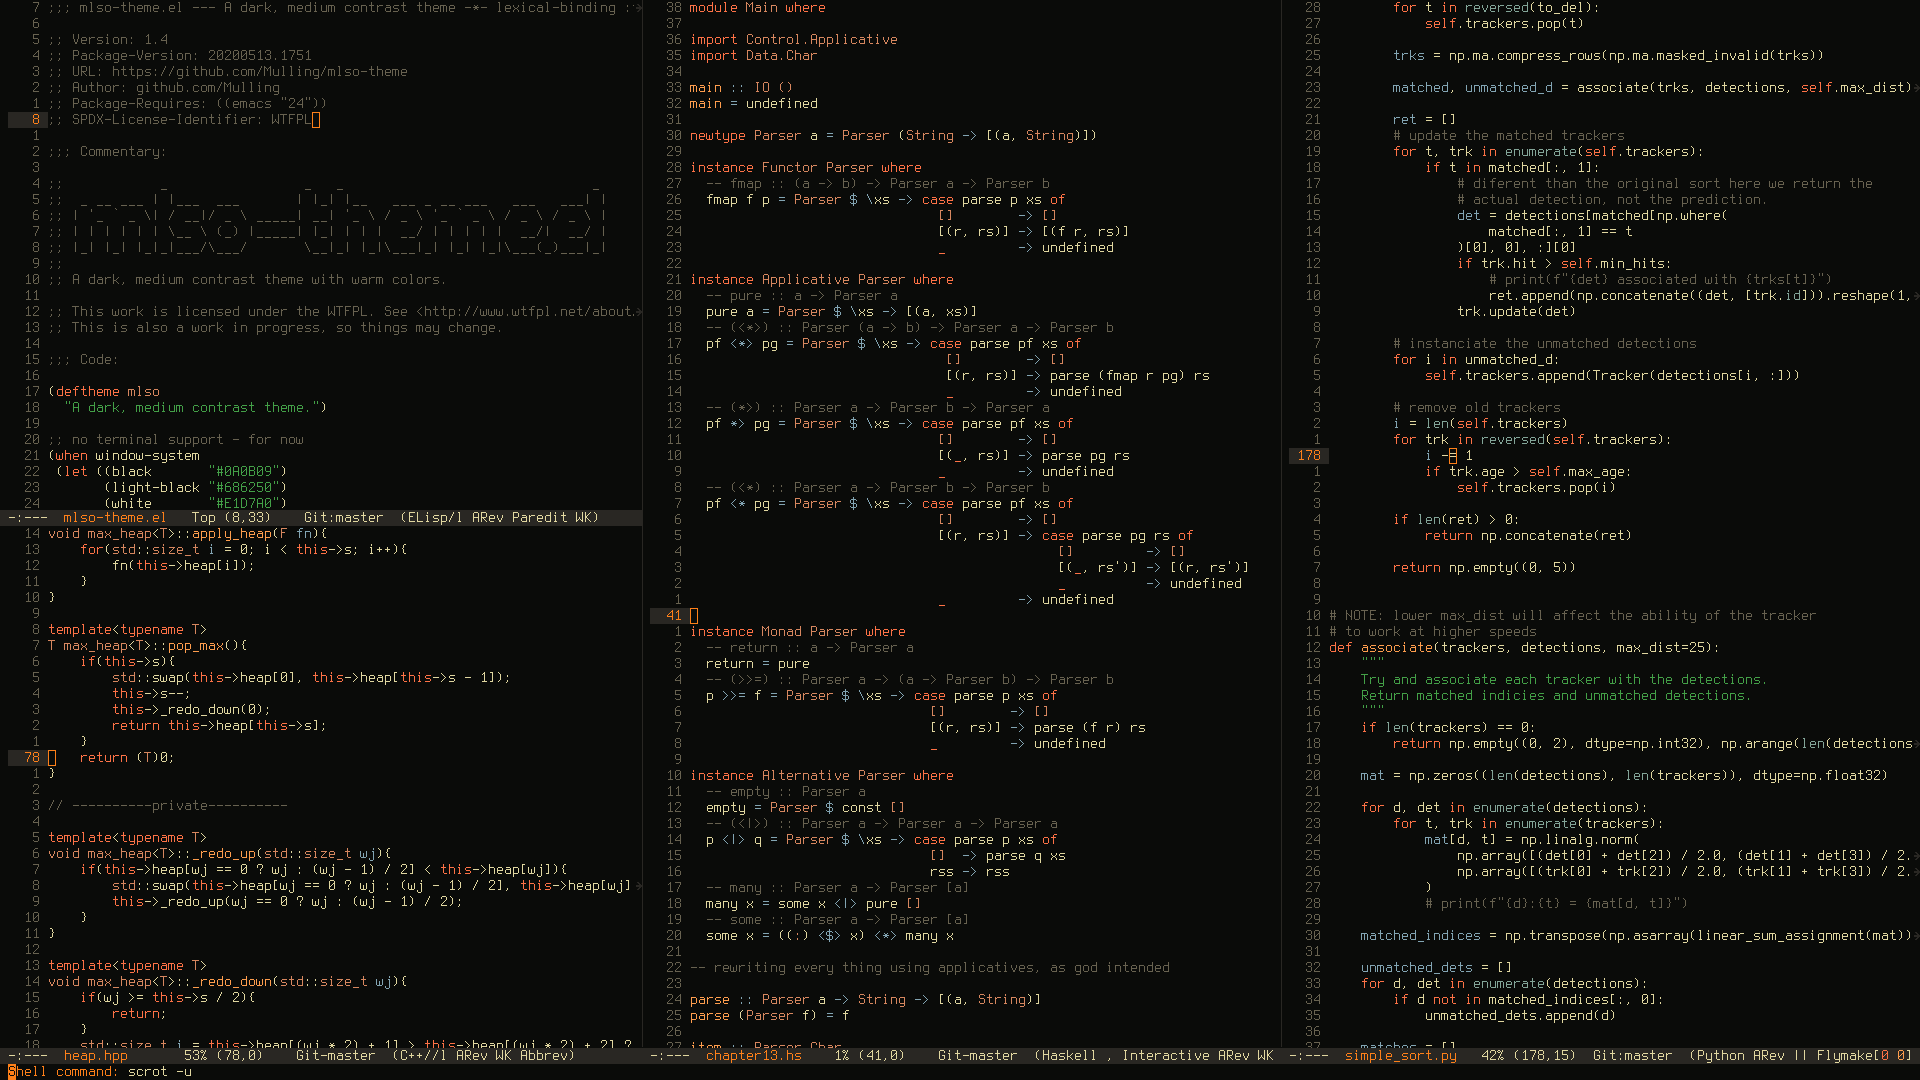 7 ;;; mlso-theme.el --- A dark, medium contrast theme -*- lexical-binding :
6
5 ;; Version: 1.4
4 ;; Package-Version: 20200513.1751
3 ;; URL: https://github.com/Mulling/mlso-theme
2 ;; Author: github.com/Mulling
1 ;; Package-Requires: ((emacs "24"))
8 ;; SPDX-License-Identifier: WTFPL
1
2 ;;; Commentary:
3
4 ;;
5 ;;
6 ;;
7 ;;
8 ;;
9 ;;
10 ;; A dark, medium contrast theme with warm colors.
11
12 ;; This work is licensed under the WTFPL. See <http://www.wtfpl.net/about.
13 ;; This is also a work in progress, so things may change.
14
15 ;;; Code:
16
17 (deftheme mlso
18   "A dark, medium contrast theme.")
19
20 ;; no terminal support - for now
21 (when window-system
22  (let ((black       "#0A0B09")
23        (light-black "#686250")
24        (white       "#E1D7A0")
-:---  mlso-theme.el   Top (8,33)    Git:master  (ELisp/l ARev Paredit WK)
14 void max_heap<T>::apply_heap(F fn){
13     for(std::size_t i = 0; i < this->s; i++){
12         fn(this->heap[i]);
11     }
10 }
9
8 template<typename T>
7 T max_heap<T>::pop_max(){
6     if(this->s){
5         std::swap(this->heap[0], this->heap[this->s - 1]);
4         this->s--;
3         this->_redo_down(0);
2         return this->heap[this->s];
1     }
78     return (T)0;
1 }
2
3 // ----------private----------
4
5 template<typename T>
6 void max_heap<T>::_redo_up(std::size_t wj){
7     if(this->heap[wj == 0 ? wj : (wj - 1) / 2] < this->heap[wj]){
8         std::swap(this->heap[wj == 0 ? wj : (wj - 1) / 2], this->heap[wj]
9         this->_redo_up(wj == 0 ? wj : (wj - 1) / 2);
10     }
11 }
12
13 template<typename T>
14 void max_heap<T>::_redo_down(std::size_t wj){
15     if(wj >= this->s / 2){
16         return;
17     }
18     std::size_t i = this->heap[(wj * 2) + 1] > this->heap[(wj * 2) + 2] ?
-:---  heap.hpp       53% (78,0)    Git-master  (C++//l ARev WK Abbrev)
38 module Main where
37
36 import Control.Applicative
35 import Data.Char
34
33 main :: IO ()
32 main = undefined
31
30 newtype Parser a = Parser (String -> [(a, String)])
29
28 instance Functor Parser where
27   -- fmap :: (a -> b) -> Parser a -> Parser b
26   fmap f p = Parser $ \xs -> case parse p xs of
25                                []        -> []
24                                [(r, rs)] -> [(f r, rs)]
23                                _         -> undefined
22
21 instance Applicative Parser where
20   -- pure :: a -> Parser a
19   pure a = Parser $ \xs -> [(a, xs)]
18   -- (<*>) :: Parser (a -> b) -> Parser a -> Parser b
17   pf <*> pg = Parser $ \xs -> case parse pf xs of
16                                 []        -> []
15                                 [(r, rs)] -> parse (fmap r pg) rs
14                                 _         -> undefined
13   -- (*>) :: Parser a -> Parser b -> Parser a
12   pf *> pg = Parser $ \xs -> case parse pf xs of
11                                []        -> []
10                                [(_, rs)] -> parse pg rs
9                                _         -> undefined
8   -- (<*) :: Parser a -> Parser b -> Parser b
7   pf <* pg = Parser $ \xs -> case parse pf xs of
6                                []        -> []
5                                [(r, rs)] -> case parse pg rs of
4                                               []         -> []
3                                               [(_, rs')] -> [(r, rs')]
2                                               _          -> undefined
1                                _         -> undefined
41
1 instance Monad Parser where
2   -- return :: a -> Parser a
3   return = pure
4   -- (>>=) :: Parser a -> (a -> Parser b) -> Parser b
5   p >>= f = Parser $ \xs -> case parse p xs of
6                               []        -> []
7                               [(r, rs)] -> parse (f r) rs
8                               _         -> undefined
9
10 instance Alternative Parser where
11   -- empty :: Parser a
12   empty = Parser $ const []
13   -- (<|>) :: Parser a -> Parser a -> Parser a
14   p <|> q = Parser $ \xs -> case parse p xs of
15                               []  -> parse q xs
16                               rss -> rss
17   -- many :: Parser a -> Parser [a]
18   many x = some x <|> pure []
19   -- some :: Parser a -> Parser [a]
20   some x = ((:) <$> x) <*> many x
21
22 -- rewriting every thing using applicatives, as god intended
23
24 parse :: Parser a -> String -> [(a, String)]
25 parse (Parser f) = f
26
27 item :: Parser Char
-:---  chapter13.hs    1% (41,0)    Git-master  (Haskell , Interactive ARev WK
28         for t in reversed(to_del):
27             self.trackers.pop(t)
26
25         trks = np.ma.compress_rows(np.ma.masked_invalid(trks))
24
23         matched, unmatched_d = associate(trks, detections, self.max_dist)
22
21         ret = []
20         # update the matched trackers
19         for t, trk in enumerate(self.trackers):
18             if t in matched[:, 1]:
17                 # diferent than the original sort here we return the
16                 # actual detection, not the prediction.
15                 det = detections[matched[np.where(
14                     matched[:, 1] == t
13                 )[0], 0], :][0]
12                 if trk.hit > self.min_hits:
11                     # print(f"{det} associated with {trks[t]}")
10                     ret.append(np.concatenate((det, [trk.id])).reshape(1,
9                 trk.update(det)
8
7         # instanciate the unmatched detections
6         for i in unmatched_d:
5             self.trackers.append(Tracker(detections[i, :]))
4
3         # remove old trackers
2         i = len(self.trackers)
1         for trk in reversed(self.trackers):
178             i -= 1
1             if trk.age > self.max_age:
2                 self.trackers.pop(i)
3
4         if len(ret) > 0:
5             return np.concatenate(ret)
6
7         return np.empty((0, 5))
8
9
10 # NOTE: lower max_dist will affect the ability of the tracker
11 # to work at higher speeds
12 def associate(trackers, detections, max_dist=25):
13     """
14     Try and associate each tracker with the detections.
15     Return matched indicies and unmatched detections.
16     """
17     if len(trackers) == 0:
18         return np.empty((0, 2), dtype=np.int32), np.arange(len(detections
19
20     mat = np.zeros((len(detections), len(trackers)), dtype=np.float32)
21
22     for d, det in enumerate(detections):
23         for t, trk in enumerate(trackers):
24             mat[d, t] = np.linalg.norm(
25                 np.array([(det[0] + det[2]) / 2.0, (det[1] + det[3]) / 2.
26                 np.array([(trk[0] + trk[2]) / 2.0, (trk[1] + trk[3]) / 2.
27             )
28             # print(f"{d}:{t} = {mat[d, t]}")
29
30     matched_indices = np.transpose(np.asarray(linear_sum_assignment(mat))
31
32     unmatched_dets = []
33     for d, det in enumerate(detections):
34         if d not in matched_indices[:, 0]:
35             unmatched_dets.append(d)
36
37     matches = []
-:---  simple_sort.py   42% (178,15)  Git:master  (Python ARev || Flymake[0 0]
Shell command: scrot -u